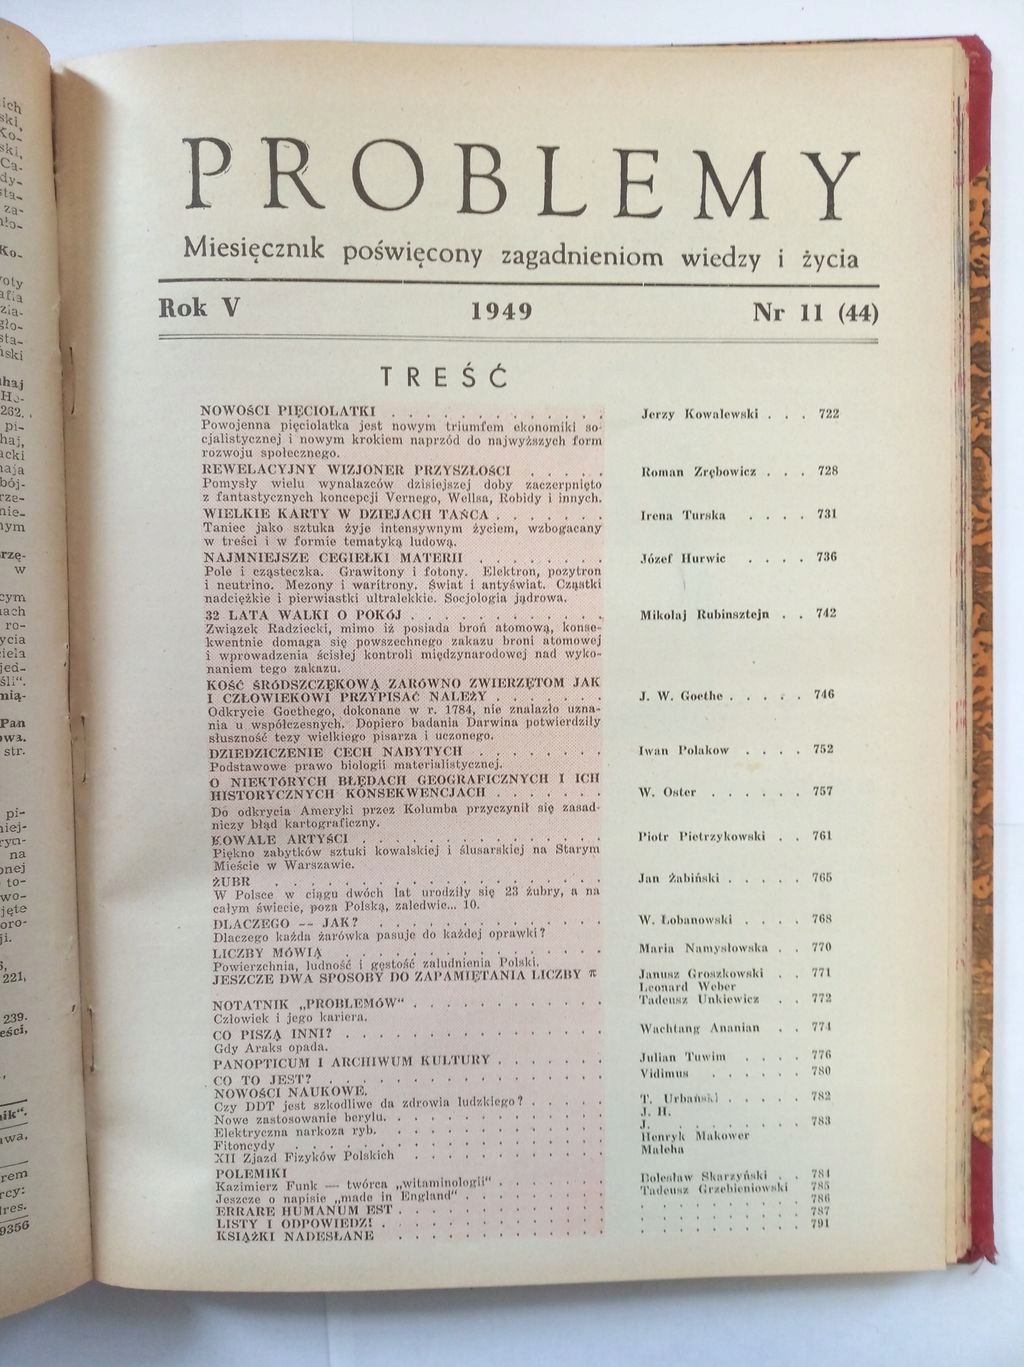 PROBLEMY
Miesięcznik poświęcony zagadnieniom wiedzy i życia
Rok V 1949 Nr 11 (44)
TREŚĆ
NOWOŚCI PIĘCIOLATKI . . . . . . . . . . . . Jerzy Kowalewski . . . 722
Powojenna pięciolatka jest nowym triumfem ekonomiki so-
cjalistycznej i nowym krokiem naprzód do najwyższych form
rozwoju społecznego.
REWELACYJNY WIZJONER PRZYSZŁOŚCI . . . . . Roman Zrębowicz . . . 728
Pomysły wielu wynalazców dzisiejszej doby zaczerpnięto
z fantastycznych koncepcji Vernego, Wellsa, Robidy i innych.
WIELKIE KARTY W DZIEJACH TAŃCA . . . . . . . Irena Turska . . . . 731
Taniec jako sztuka żyje intensywnym życiem, wzbogacany
w treści i w formie tematyką ludową.
NAJMNIEJSZE CEGIEŁKI MATERII . . . . . . . . Józef Hurwic . . . . 736
Pole i cząsteczka. Grawitony i fotony. Elektron, pozytron
i neutrino. Mezony i waritrony. Świat i antyświat. Cząstki
nadciężkie i pierwiastki ultralekkie. Socjologia jądrowa.
32 LATA WALKI O POKÓJ . . . . . . . . . . . . Mikołaj Rubinsztejn . . 742
Związek Radziecki, mimo iż posiada broń atomową, konse-
kwentnie domaga się powszechnego zakazu broni atomowej
i wprowadzenia ścisłej kontroli międzynarodowej nad wyko-
naniem tego zakazu.
KOŚĆ ŚRÓDSZCZĘKOWĄ ZARÓWNO ZWIERZĘTOM JAK
I CZŁOWIEKOWI PRZYPISAĆ NALEŻY . . . . . . . J. W. Goethe . . . . . 746
Odkrycie Goethego, dokonane w r. 1784, nie znalazło uzna-
nia u współczesnych. Dopiero badania Darwina potwierdziły
słuszność tezy wielkiego pisarza i uczonego.
DZIEDZICZENIE CECH NABYTYCH . . . . . . . . Iwan Polakow . . . . 752
Podstawowe prawo biologii materialistycznej.
O NIEKTÓRYCH BŁĘDACH GEOGRAFICZNYCH I ICH
HISTORYCZNYCH KONSEKWENCJACH . . . . . . W. Oster . . . . . . 757
Do odkrycia Ameryki przez Kolumba przyczynił się zasad-
niczy błąd kartograficzny.
KOWALE ARTYŚCI . . . . . . . . . . . . . Piotr Pietrzykowski . . 761
Piękno zabytków sztuki kowalskiej i ślusarskiej na Starym
Mieście w Warszawie.
ŻUBR . . . . . . . . . . . . . . . . Jan Żabiński . . . . . 765
W Polsce w ciągu dwóch lat urodziły się 23 żubry, a na
całym świecie, poza Polską, zaledwie... 10.
DLACZEGO -- JAK? . . . . . . . . . . . . . W. Łobanowski . . . . 768
Dlaczego każda żarówka pasuje do każdej oprawki?
LICZBY MÓWIĄ . . . . . . . . . . . . . . Maria Namysłowska . . 770
Powierzchnia, ludność i gęstość zaludnienia Polski.
JESZCZE DWA SPOSOBY DO ZAPAMIĘTANIA LICZBY π Janusz Groszkowski . . 771
Leonard Weber
NOTATNIK „PROBLEMÓW" . . . . . . . . . . . Tadeusz Unkiewicz . . 772
Człowiek i jego kariera.
CO PISZĄ INNI? . . . . . . . . . . . . . . Wachtang Ananian . . 774
Gdy Araks opada.
PANOPTICUM I ARCHIWUM KULTURY . . . . . . Julian Tuwim . . . . 776
CO TO JEST? . . . . . . . . . . . . . . . Vidimus . . . . . . 780
NOWOŚCI NAUKOWE.
Czy DDT jest szkodliwe da zdrowia ludzkiego? . . . . . T. Urbański . . . . . 782
Nowe zastosowanie berylu. . . . . . . . . . . . J. H.
Elektryczna narkoza ryb. . . . . . . . . . . . . J. . . . . . . . . 783
Fitoncydy . . . . . . . . . . . . . . Henryk Makower
XII Zjazd Fizyków Polskich . . . . . . . . . . Małeha
POLEMIKI
Kazimierz Funk — twórca „witaminologii" . . . . . . Bolesław Skarżyński . . 784
Jeszcze o napisie „made in England" . . . . . . . . Tadeusz Grzebieniowski 785
ERRARE HUMANUM EST . . . . . . . . . . . . 786
LISTY I ODPOWIEDZI . . . . . . . . . . . . 787
KSIĄŻKI NADESŁANE . . . . . . . . . . . . 791